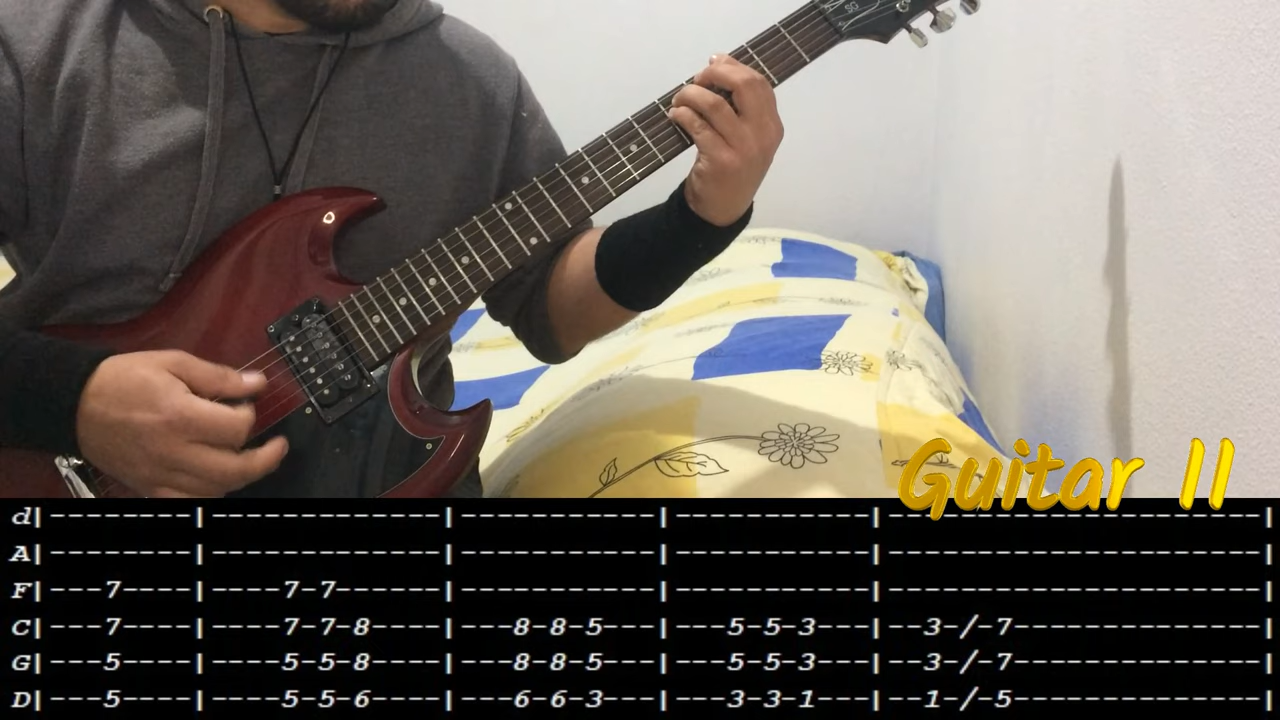 SG
Guitar II
d|--------|-------------|-----------|-----------|---------------------|
A|--------|-------------|-----------|-----------|---------------------|
F|---7----|----7-7------|-----------|-----------|---------------------|
C|---7----|----7-7-8----|---8-8-5---|---5-5-3---|--3-/-7--------------|
G|---5----|----5-5-8----|---8-8-5---|---5-5-3---|--3-/-7--------------|
D|---5----|----5-5-6----|---6-6-3---|---3-3-1---|--1-/-5--------------|